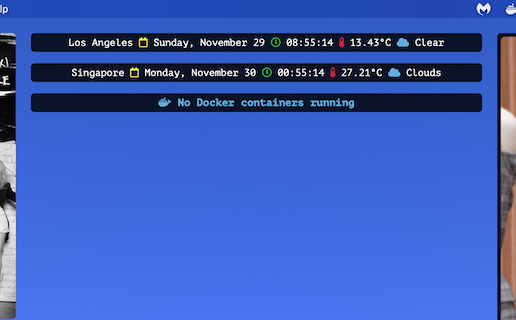 lp
Los Angeles Sunday, November 29 08:55:14 13.43°C Clear
Singapore Monday, November 30 00:55:14 27.21°C Clouds
No Docker containers running